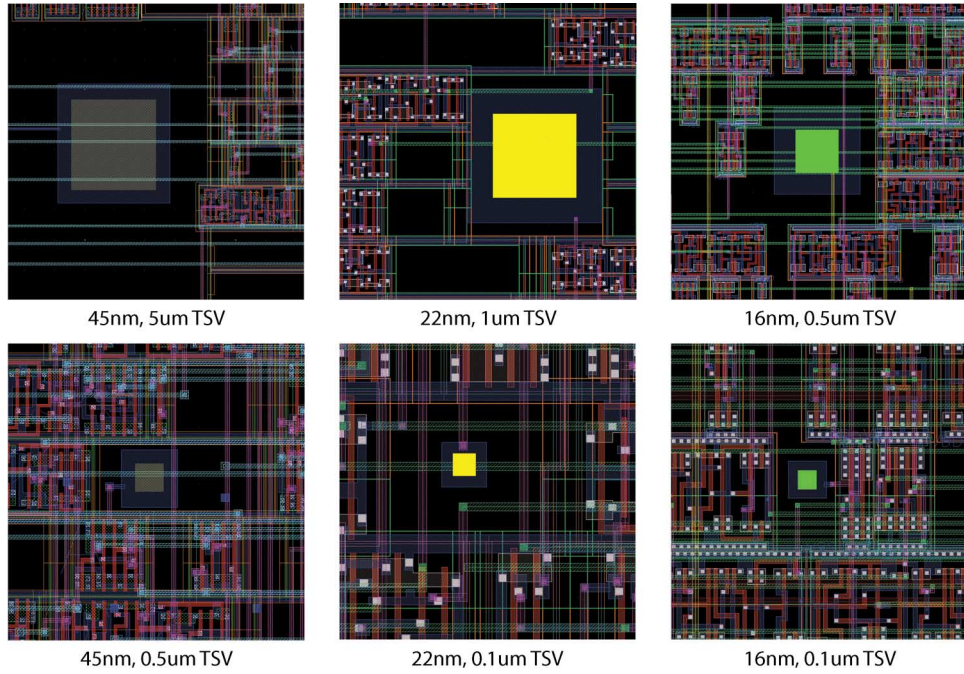 45nm, 5um TSV
22nm, 1um TSV
16nm, 0.5um TSV
45nm, 0.5um TSV
22nm, 0.1um TSV
16nm, 0.1um TSV